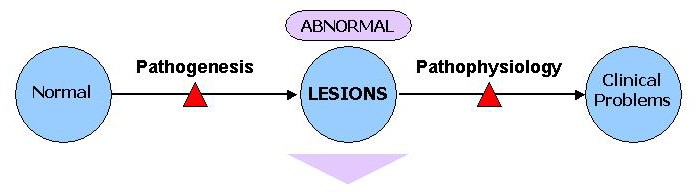 ABNORMAL
Pathogenesis
Pathophysiology
Normal
LESIONS
Clinical
Problems